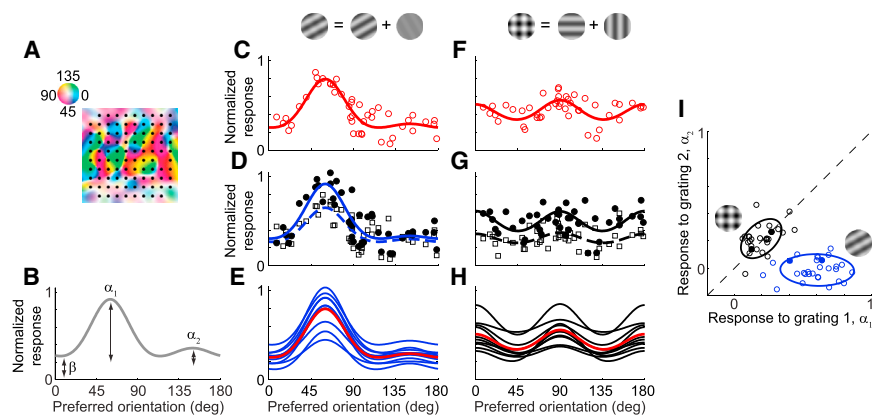 = +
= +
A
135
90 0
45
B
Normalized response
1
0
α1
α2
β
0 45 90 135 180
Preferred orientation (deg)
C
Normalized response
1
0
D
Normalized response
1
0
E
1
0
0 45 90 135 180
Preferred orientation (deg)
F
G
H
0 45 90 135 180
Preferred orientation (deg)
I
Response to grating 2, α2
1
0
0 1
Response to grating 1, α1